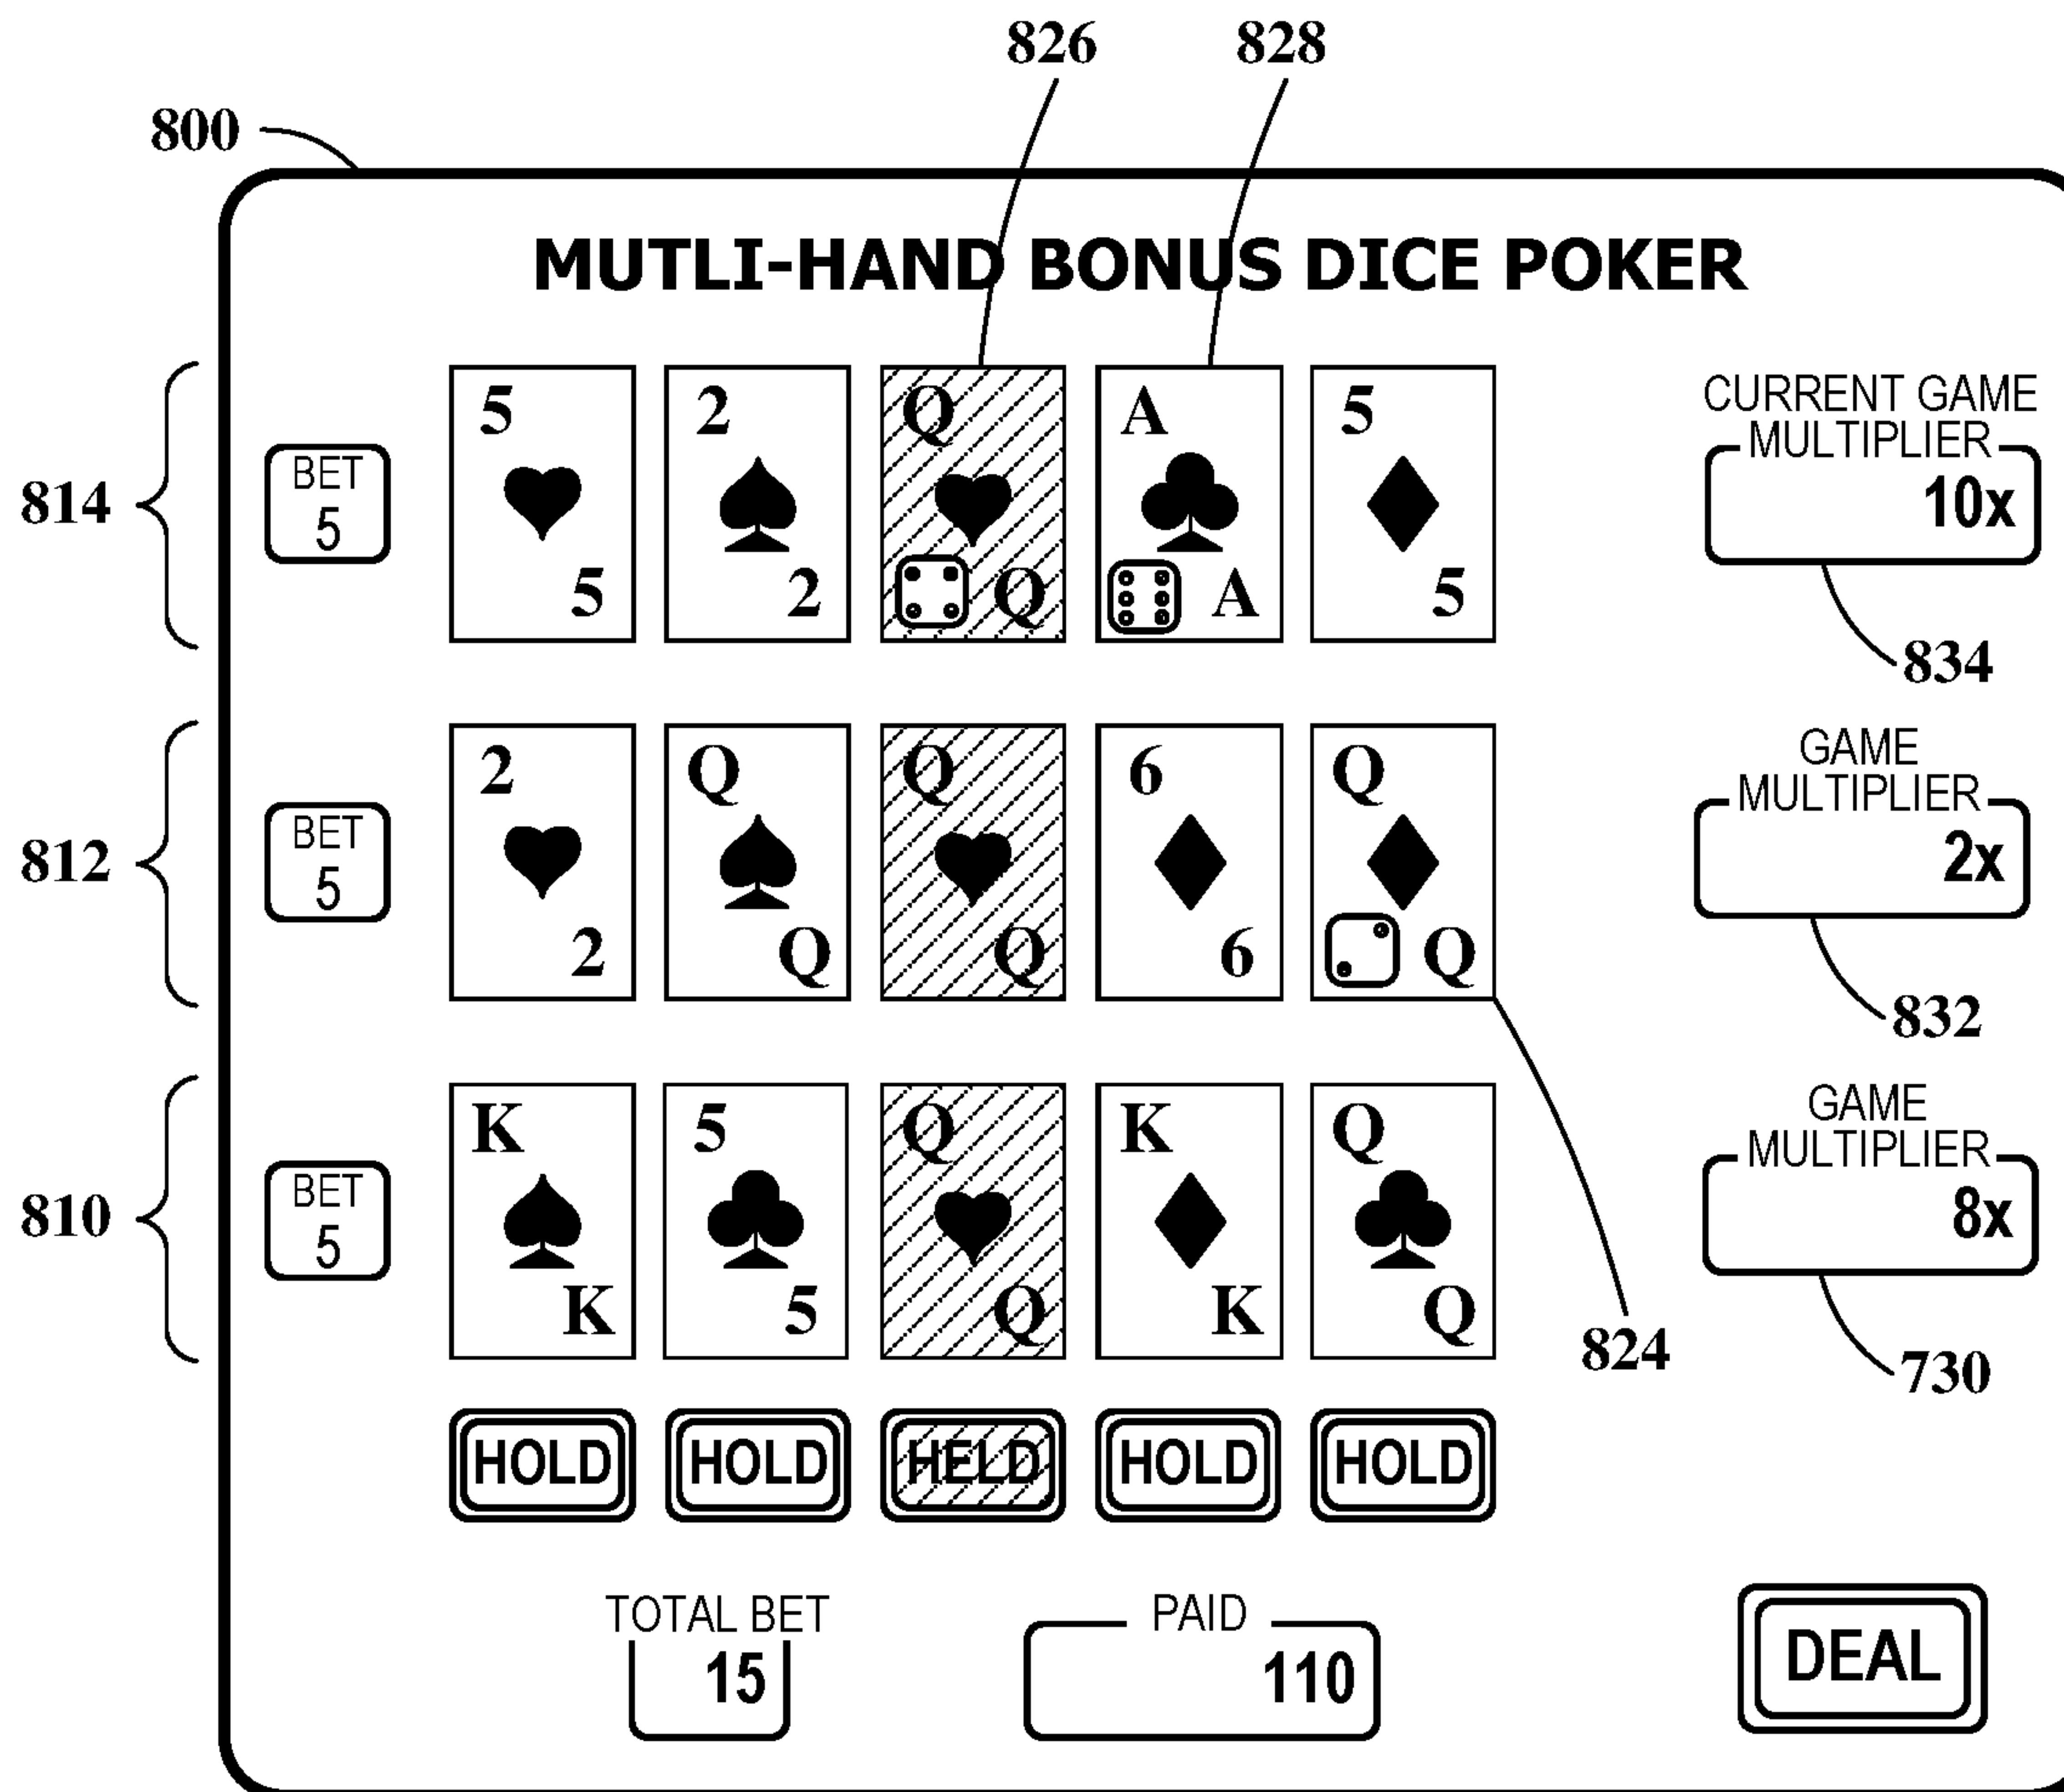 826 828
800
MUTLI-HAND BONUS DICE POKER
814
BET
5
5 2 Q A 5
5 2 Q A 5
CURRENT GAME
MULTIPLIER
10x
834
812
BET
5
2 Q Q 6 Q
2 Q Q 6 Q
GAME
MULTIPLIER
2x
832
810
BET
5
K 5 Q K Q
K 5 Q K Q
GAME
MULTIPLIER
8x
824
730
HOLD HOLD HELD HOLD HOLD
TOTAL BET
15
PAID
110
DEAL